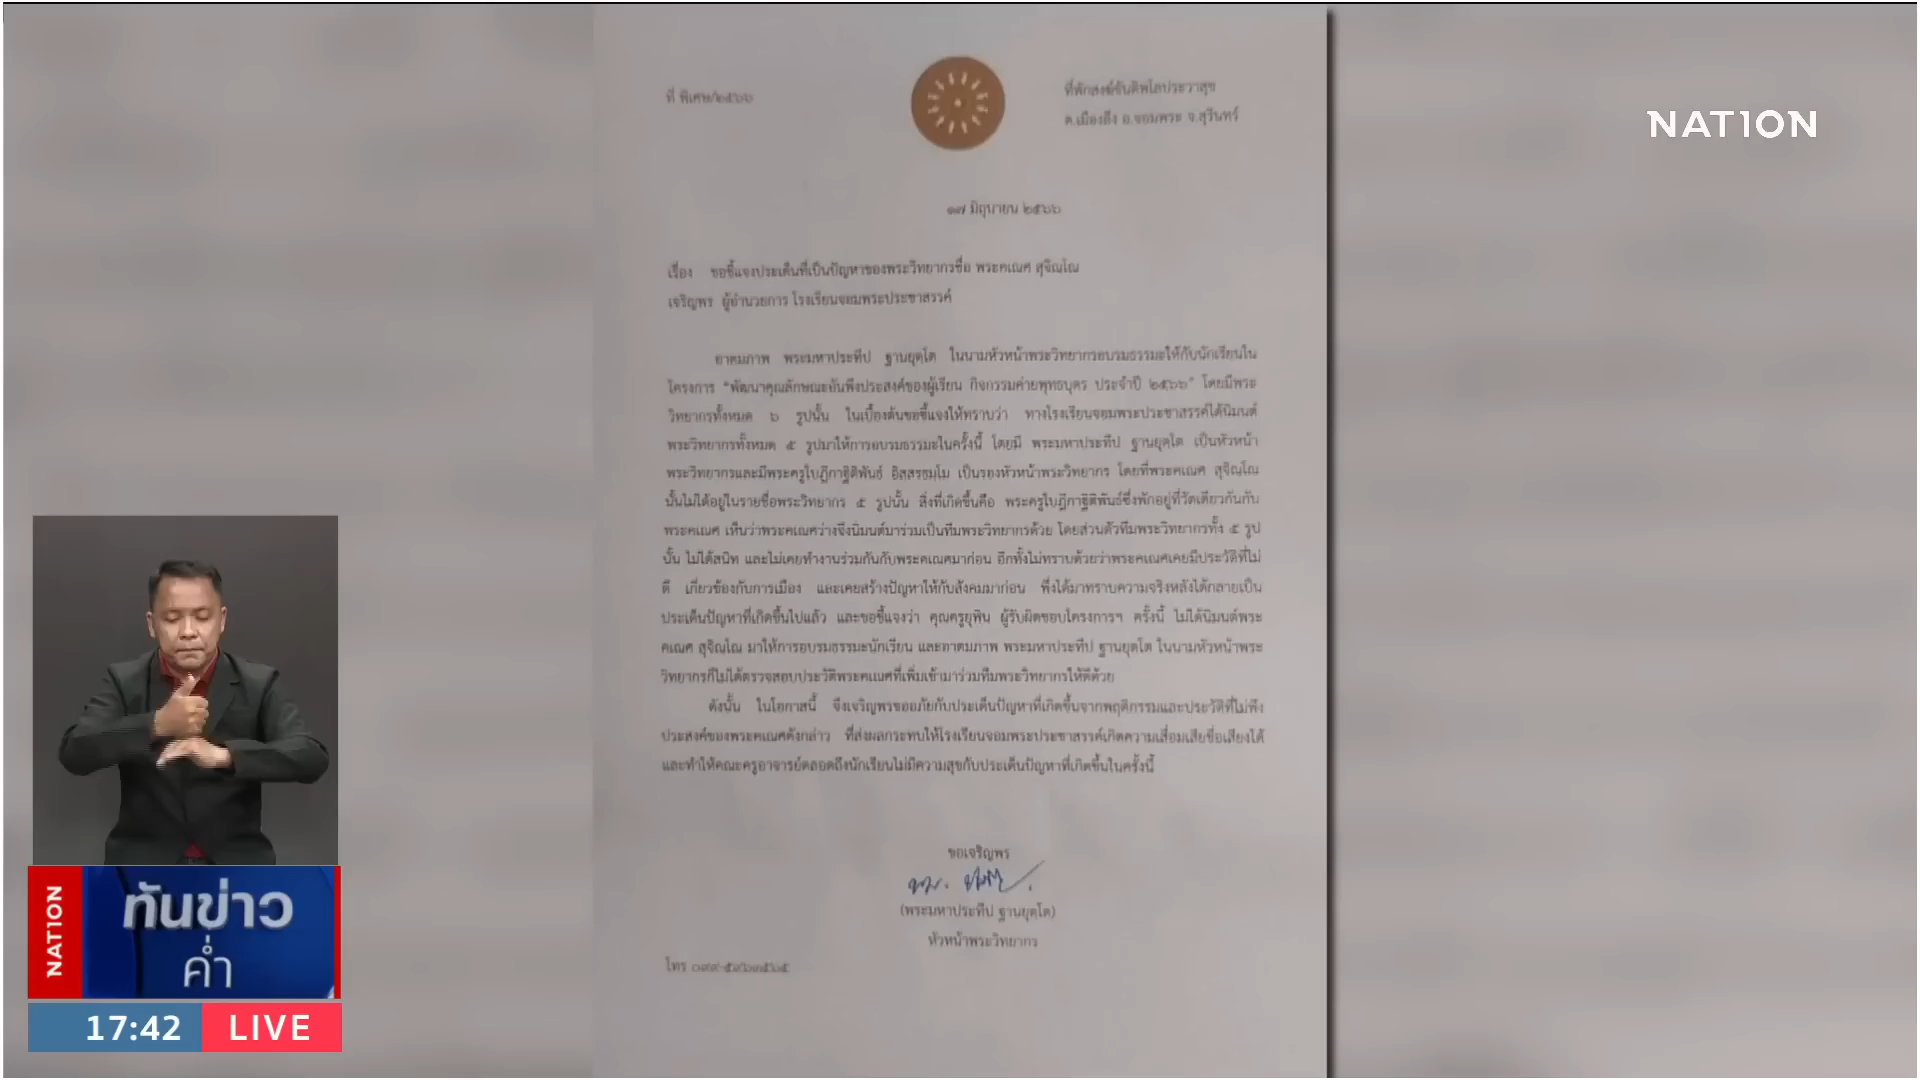 ที่ พิเศษ/๒๕๖๖
ที่พักสงฆ์ขันติพโลประวาสุข
ต.เมืองลีง อ.จอมพระ จ.สุรินทร์
NATION
๑๗ มิถุนายน ๒๕๖๖
เรื่อง ขอชี้แจงประเด็นที่เป็นปัญหาของพระวิทยากรชื่อ พระคเณศ สุจิณฺโณ
เจริญพร ผู้อำนวยการ โรงเรียนจอมพระประชาสรรค์
อาตมภาพ พระมหาประทีป ฐานยุตฺโต ในนามหัวหน้าพระวิทยากรอบรมธรรมะให้กับนักเรียนใน
โครงการ "พัฒนาคุณลักษณะอันพึงประสงค์ของผู้เรียน กิจกรรมค่ายพุทธบุตร ประจำปี ๒๕๖๖" โดยมีพระ
วิทยากรทั้งหมด ๖ รูปนั้น ในเบื้องต้นขอชี้แจงให้ทราบว่า ทางโรงเรียนจอมพระประชาสรรค์ได้นิมนต์
พระวิทยากรทั้งหมด ๕ รูปมาให้การอบรมธรรมะในครั้งนี้ โดยมี พระมหาประทีป ฐานยุตฺโต เป็นหัวหน้า
พระวิทยากรและมีพระครูใบฎีกาฐิติพันธ์ อิสฺสรธมฺโม เป็นรองหัวหน้าพระวิทยากร โดยที่พระคเณศ สุจิณฺโณ
นั้นไม่ได้อยู่ในรายชื่อพระวิทยากร ๕ รูปนั้น สิ่งที่เกิดขึ้นคือ พระครูใบฎีกาฐิติพันธ์ซึ่งพักอยู่ที่วัดเดียวกันกับ
พระคเณศ เห็นว่าพระคเณศว่างจึงนิมนต์มาร่วมเป็นทีมพระวิทยากรด้วย โดยส่วนตัวทีมพระวิทยากรทั้ง ๕ รูป
นั้น ไม่ได้สนิท และไม่เคยทำงานร่วมกันกับพระคเณศมาก่อน อีกทั้งไม่ทราบด้วยว่าพระคเณศเคยมีประวัติที่ไม่
ดี เกี่ยวข้องกับการเมือง และเคยสร้างปัญหาให้กับสังคมมาก่อน พึ่งได้มาทราบความจริงหลังได้กลายเป็น
ประเด็นปัญหาที่เกิดขึ้นไปแล้ว และขอชี้แจงว่า คุณครูยุพิน ผู้รับผิดชอบโครงการฯ ครั้งนี้ ไม่ได้นิมนต์พระ
คเณศ สุจิณฺโณ มาให้การอบรมธรรมะนักเรียน และอาตมภาพ พระมหาประทีป ฐานยุตฺโต ในนามหัวหน้าพระ
วิทยากรก็ไม่ได้ตรวจสอบประวัติพระคเณศที่เพิ่มเข้ามาร่วมทีมพระวิทยากรให้ดีด้วย
ดังนั้น ในโอกาสนี้ จึงเจริญพรขออภัยกับประเด็นปัญหาที่เกิดขึ้นจากพฤติกรรมและประวัติที่ไม่พึง
ประสงค์ของพระคเณศดังกล่าว ที่ส่งผลกระทบให้โรงเรียนจอมพระประชาสรรค์เกิดความเสื่อมเสียชื่อเสียงได้
และทำให้คณะครูอาจารย์ตลอดถึงนักเรียนไม่มีความสุขกับประเด็นปัญหาที่เกิดขึ้นในครั้งนี้
ขอเจริญพร
(พระมหาประทีป ฐานยุตฺโต)
หัวหน้าพระวิทยากร
โทร
NATION
ทันข่าว
ค่ำ
17:42 LIVE